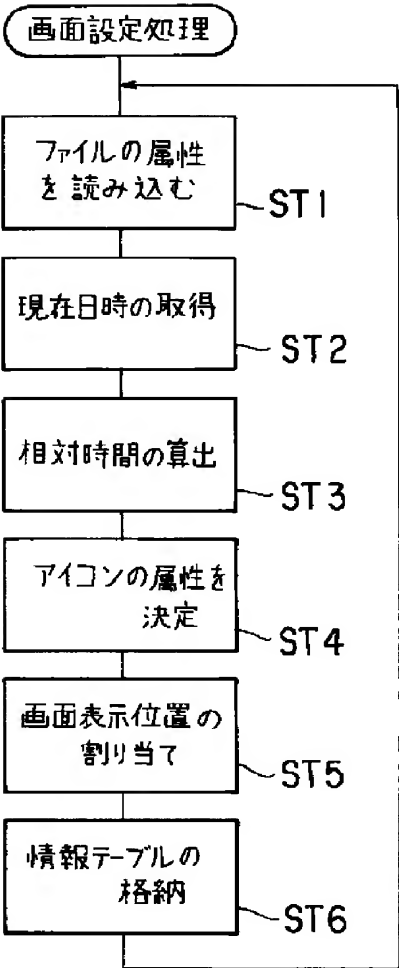 画面設定処理
ファイルの属性
を読み込む
ST1
現在日時の取得
ST2
相対時間の算出
ST3
アイコンの属性を
決定
ST4
画面表示位置の
割り当て
ST5
情報テーブルの
格納
ST6